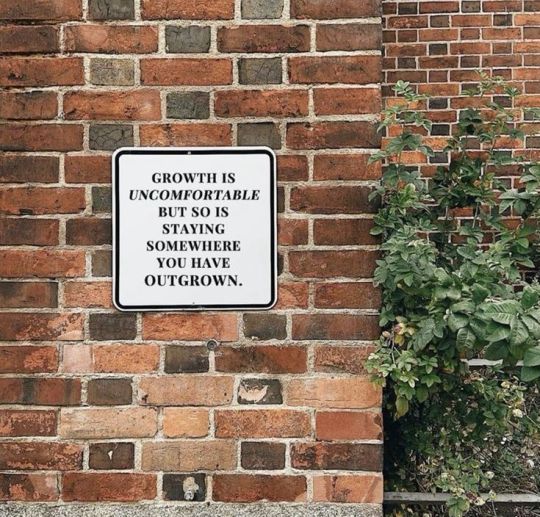 GROWTH IS
UNCOMFORTABLE
BUT SO IS
STAYING
SOMEWHERE
YOU HAVE
OUTGROWN.